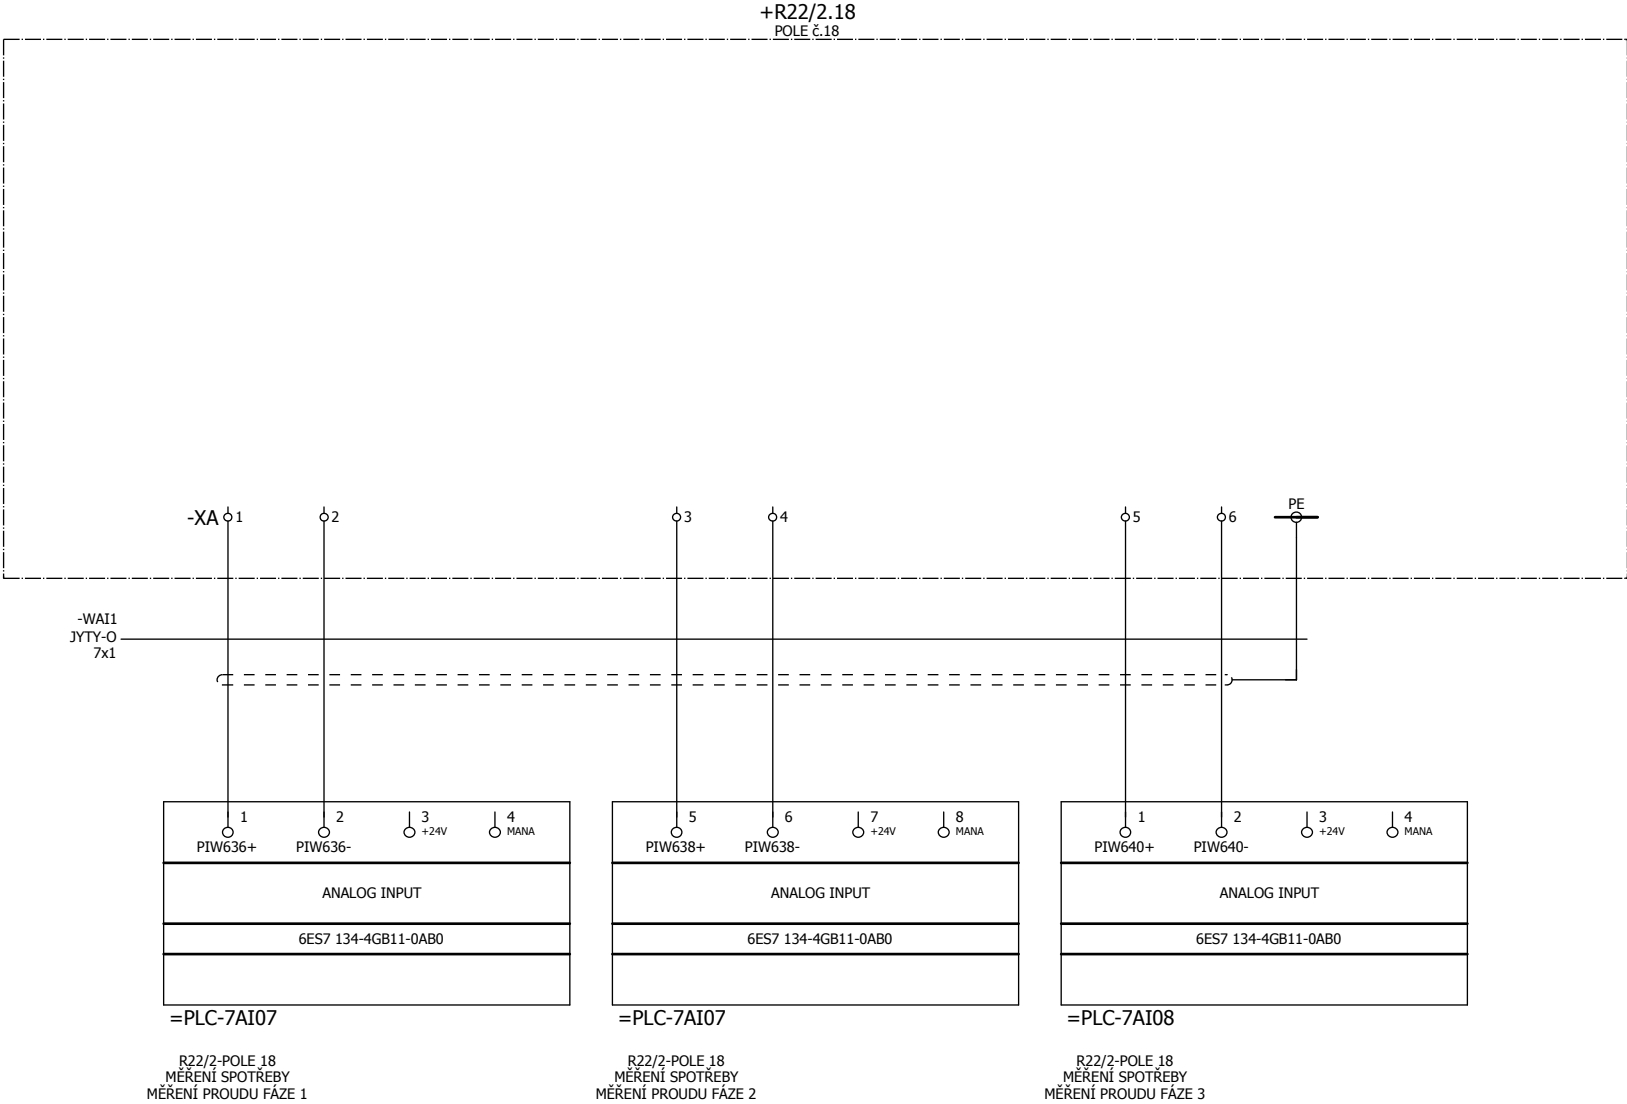 +R22/2.18
POLE č.18
-XA 1 2 3 4 5 6 PE
-WAI1
JYTY-O
7x1
1 2 3 4 5 6 7 8 1 2 3 4
+24V MANA +24V MANA +24V MANA
PIW636+ PIW636- PIW638+ PIW638- PIW640+ PIW640-
ANALOG INPUT ANALOG INPUT ANALOG INPUT
6ES7 134-4GB11-0AB0 6ES7 134-4GB11-0AB0 6ES7 134-4GB11-0AB0
=PLC-7AI07 =PLC-7AI07 =PLC-7AI08
R22/2-POLE 18 R22/2-POLE 18 R22/2-POLE 18
MĚŘENÍ SPOTŘEBY MĚŘENÍ SPOTŘEBY MĚŘENÍ SPOTŘEBY
MĚŘENÍ PROUDU FÁZE 1 MĚŘENÍ PROUDU FÁZE 2 MĚŘENÍ PROUDU FÁZE 3